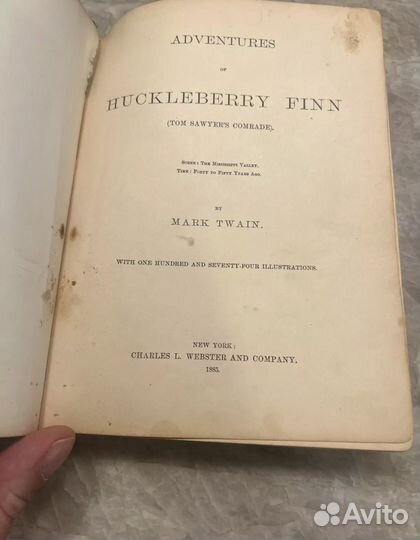 ADVENTURES
OF
HUCKLEBERRY FINN
(TOM SAWYER'S COMRADE).
SCENE: THE MISSISSIPPI VALLEY.
TIME: FORTY TO FIFTY YEARS AGO.
BY
MARK TWAIN.
WITH ONE HUNDRED AND SEVENTY-FOUR ILLUSTRATIONS.
NEW YORK:
CHARLES L. WEBSTER AND COMPANY.
1885.
Avito